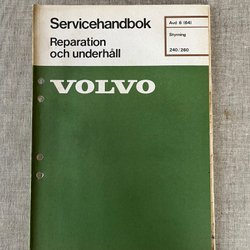 Servicehandbok
Reparation
och underhåll
Avd 6 (64)
Styrning
240/260
VOLVO